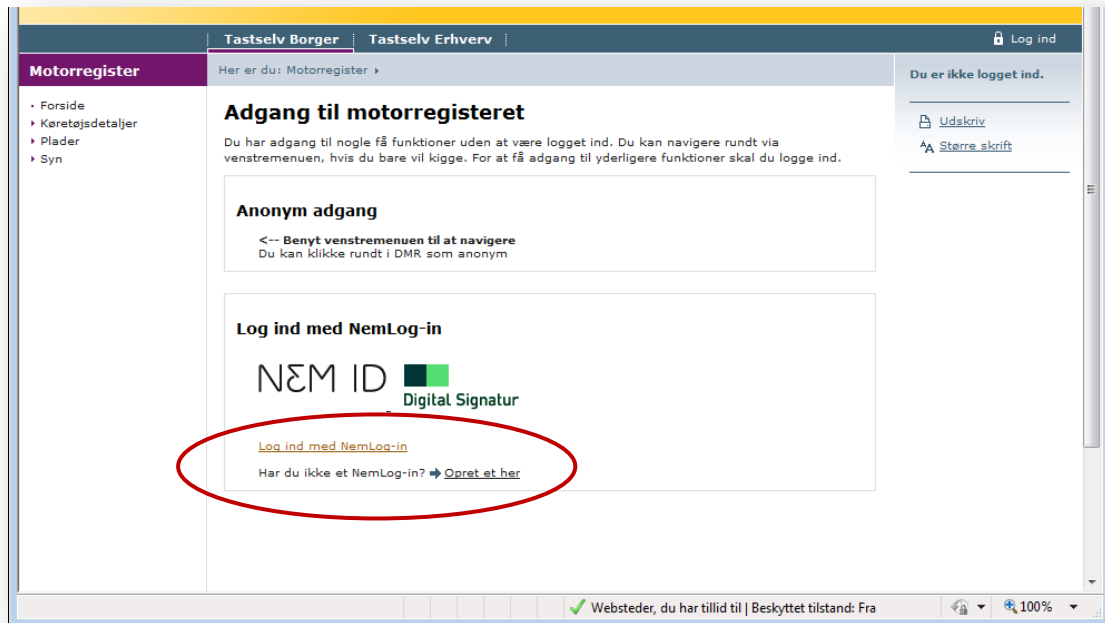 Tastselv Borger
Tastselv Erhverv
Log ind
Motorregister
Her er du: Motorregister
Du er ikke logget ind.
Forside
Køretøjsdetaljer
Plader
Syn
Udskriv
AA Større skrift
Adgang til motorregisteret
Du har adgang til nogle få funktioner uden at være logget ind. Du kan navigere rundt via
venstremenuen, hvis du bare vil kigge. For at få adgang til yderligere funktioner skal du logge ind.
Anonym adgang
<-- Benyt venstremenuen til at navigere
Du kan klikke rundt i DMR som anonym
Log ind med NemLog-in
NEM ID
Digital Signatur
Log ind med NemLog-in
Har du ikke et NemLog-in? Opret et her
Websteder, du har tillid til | Beskyttet tilstand: Fra
100%